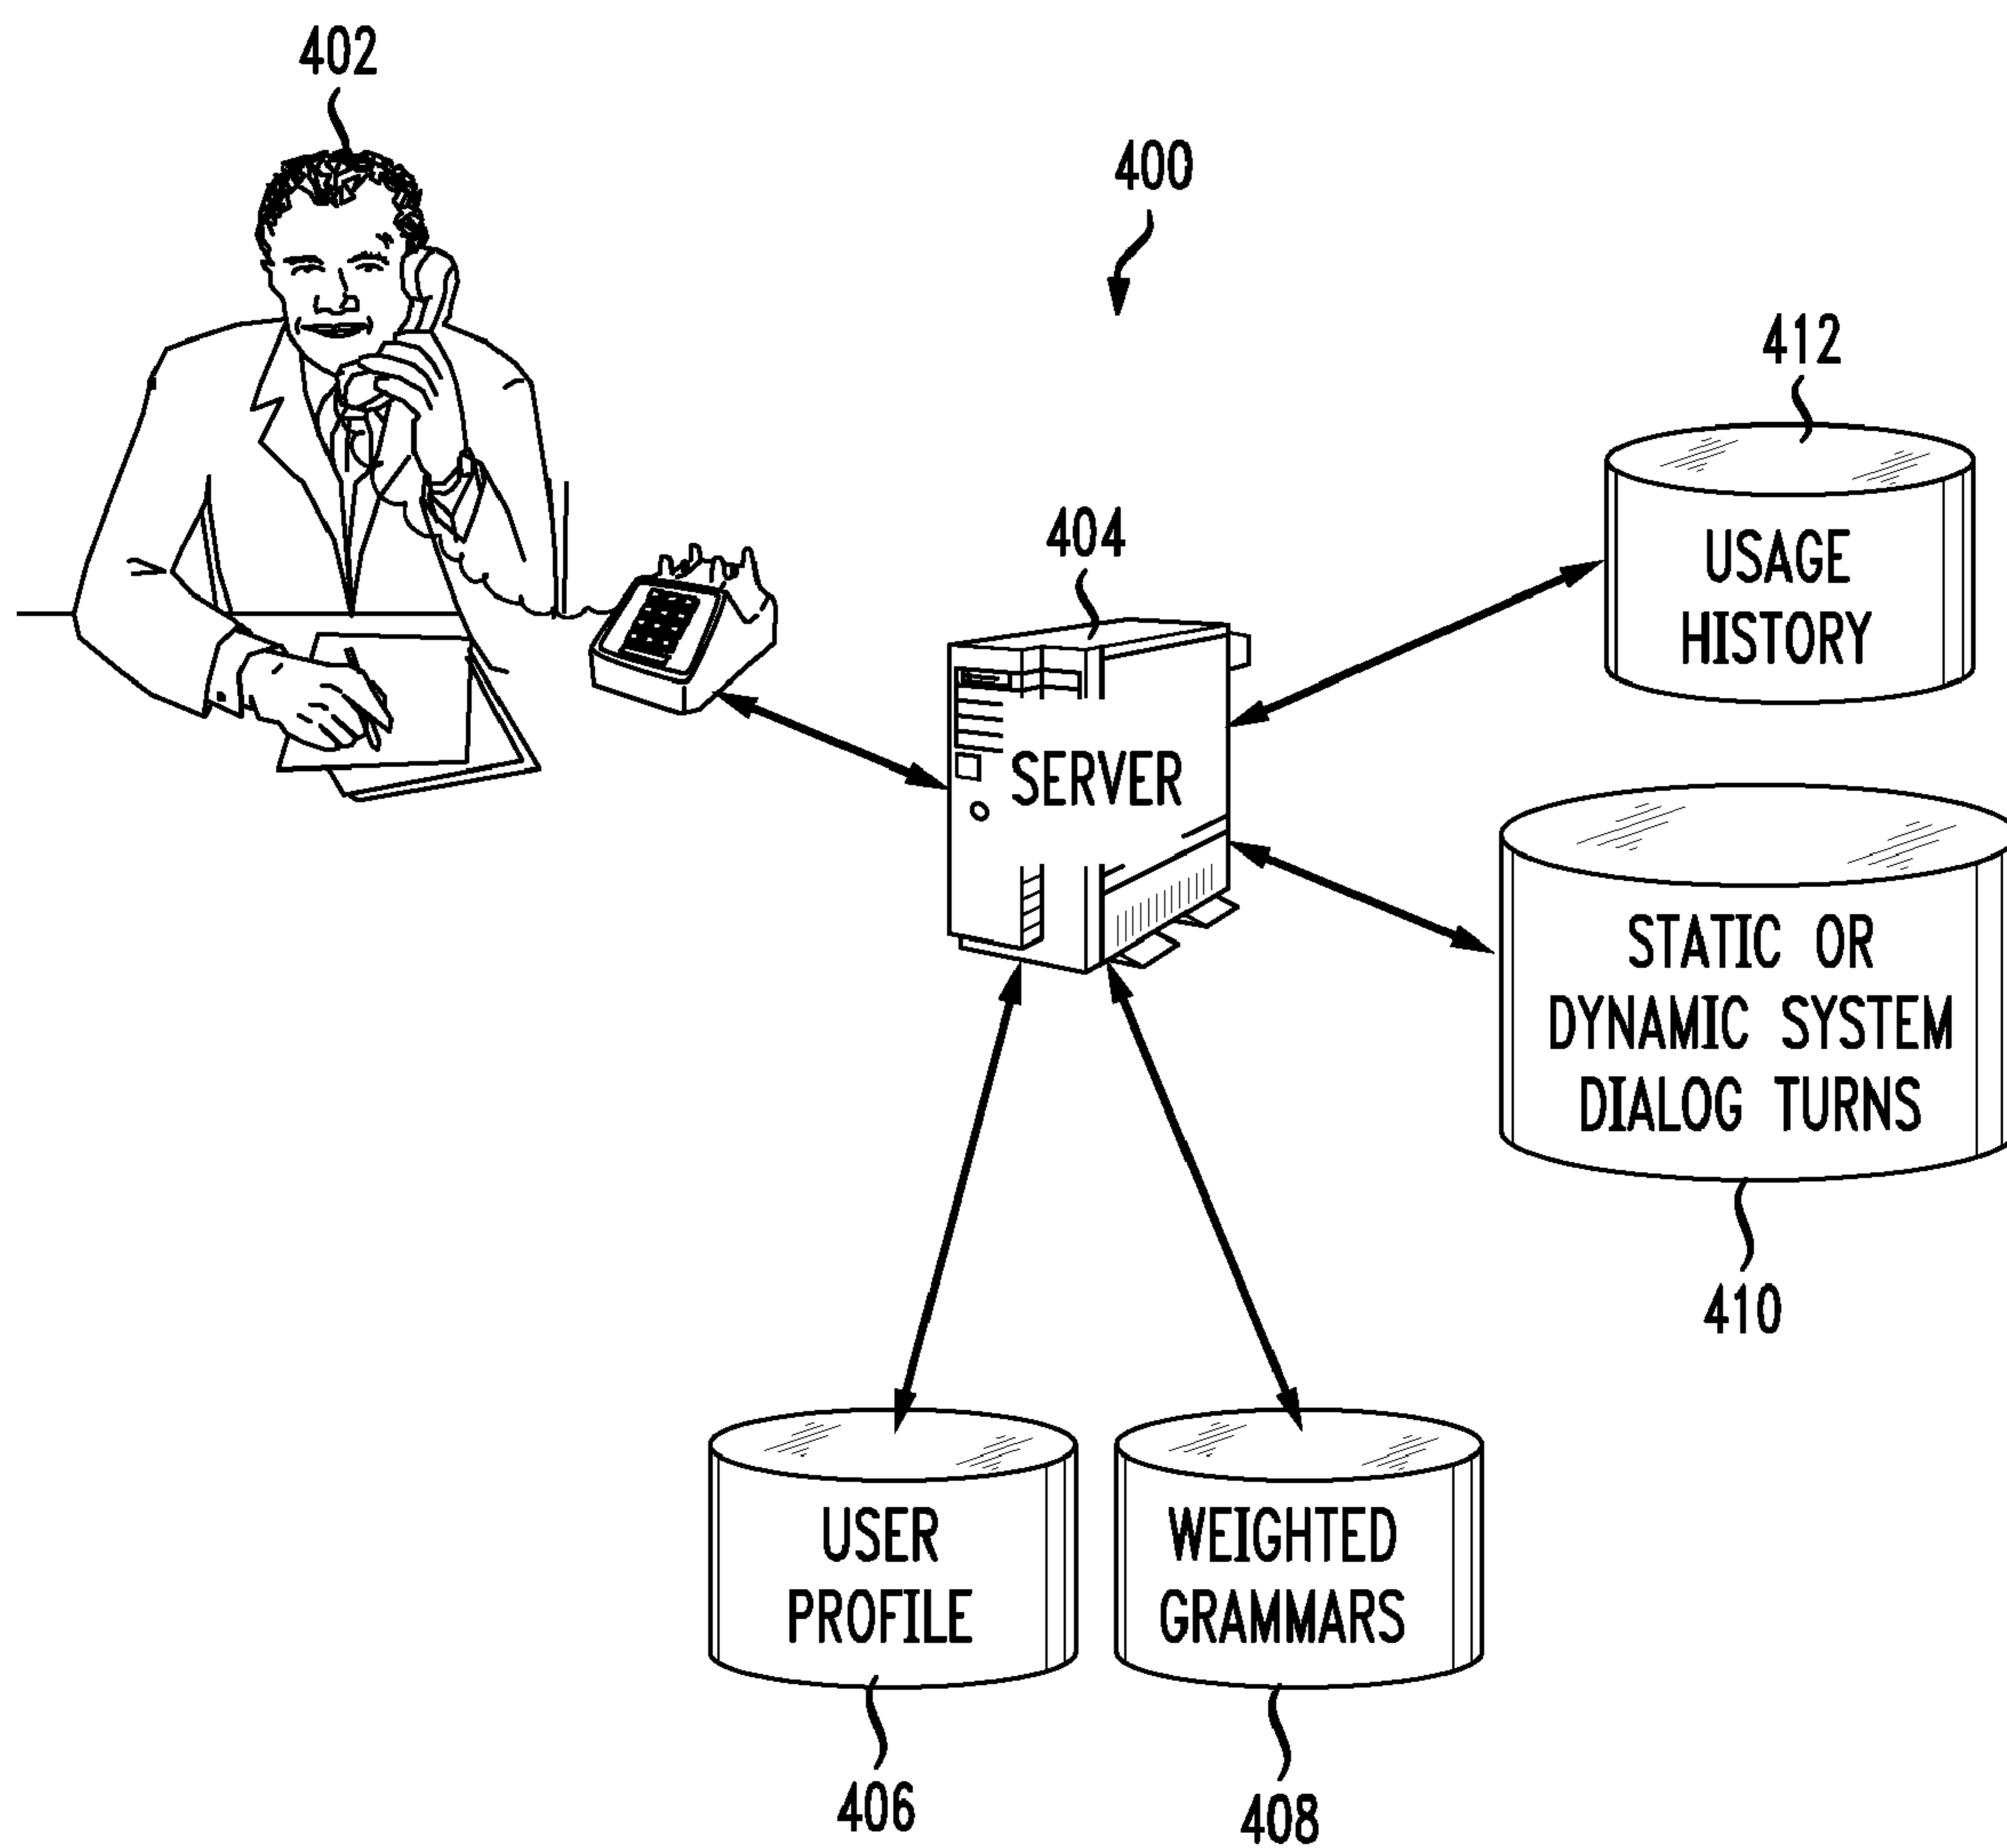 402
400
412
USAGE
HISTORY
404
SERVER
STATIC OR
DYNAMIC SYSTEM
DIALOG TURNS
410
USER
PROFILE
WEIGHTED
GRAMMARS
406
408